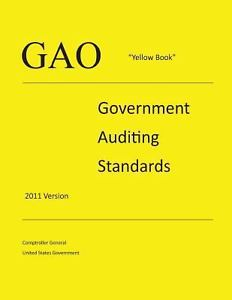 GAO
"Yellow Book"
Government
Auditing
Standards
2011 Version
Comptroller General
United States Government